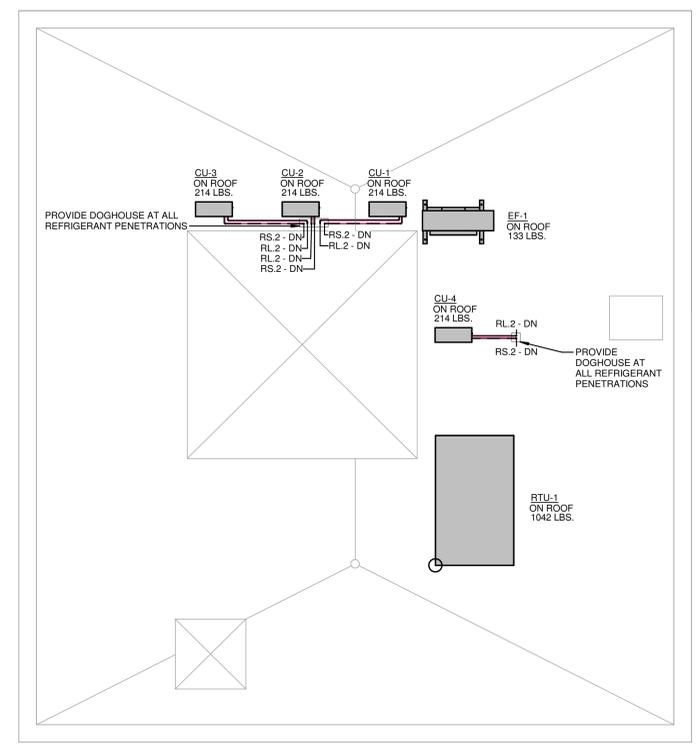 CU-3
ON ROOF
214 LBS.
CU-2
ON ROOF
214 LBS.
CU-1
ON ROOF
214 LBS.
EF-1
ON ROOF
133 LBS.
PROVIDE DOGHOUSE AT ALL
REFRIGERANT PENETRATIONS
RS.2 - DN
RL.2 - DN
RL.2 - DN
RS.2 - DN
RS.2 - DN
RL.2 - DN
CU-4
ON ROOF
214 LBS.
RL.2 - DN
RS.2 - DN
PROVIDE
DOGHOUSE AT
ALL REFRIGERANT
PENETRATIONS
RTU-1
ON ROOF
1042 LBS.